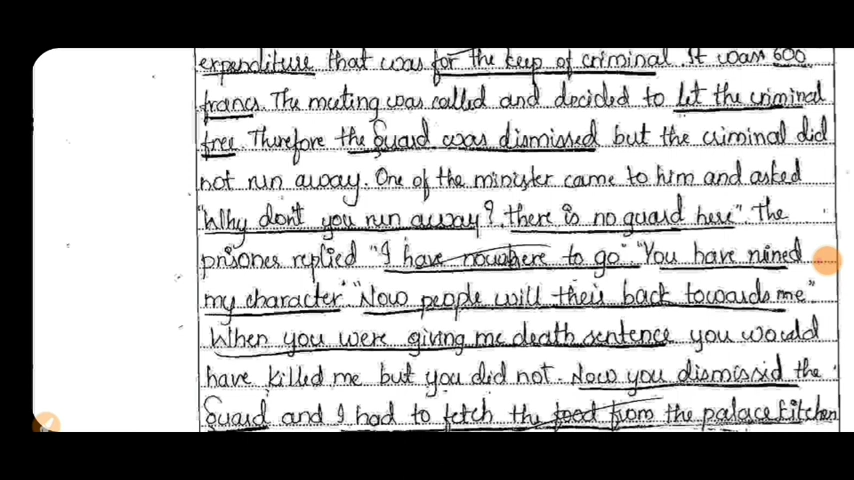 expenditure that was for the keep of criminal. It was 600
francs. The meeting was called and decided to let the criminal
free. Therefore the guard was dismissed but the criminal did
not run away. One of the minister came to him and asked
"Why don't you run away? there is no guard here". The
prisones replied "I have nowhere to go" "You have ruined
my character" "Now people will their back towards me"
When you were giving me death sentence you would
have killed me but you did not. Now you dismissid the
guard and I had to fetch the food from the palace kitchen